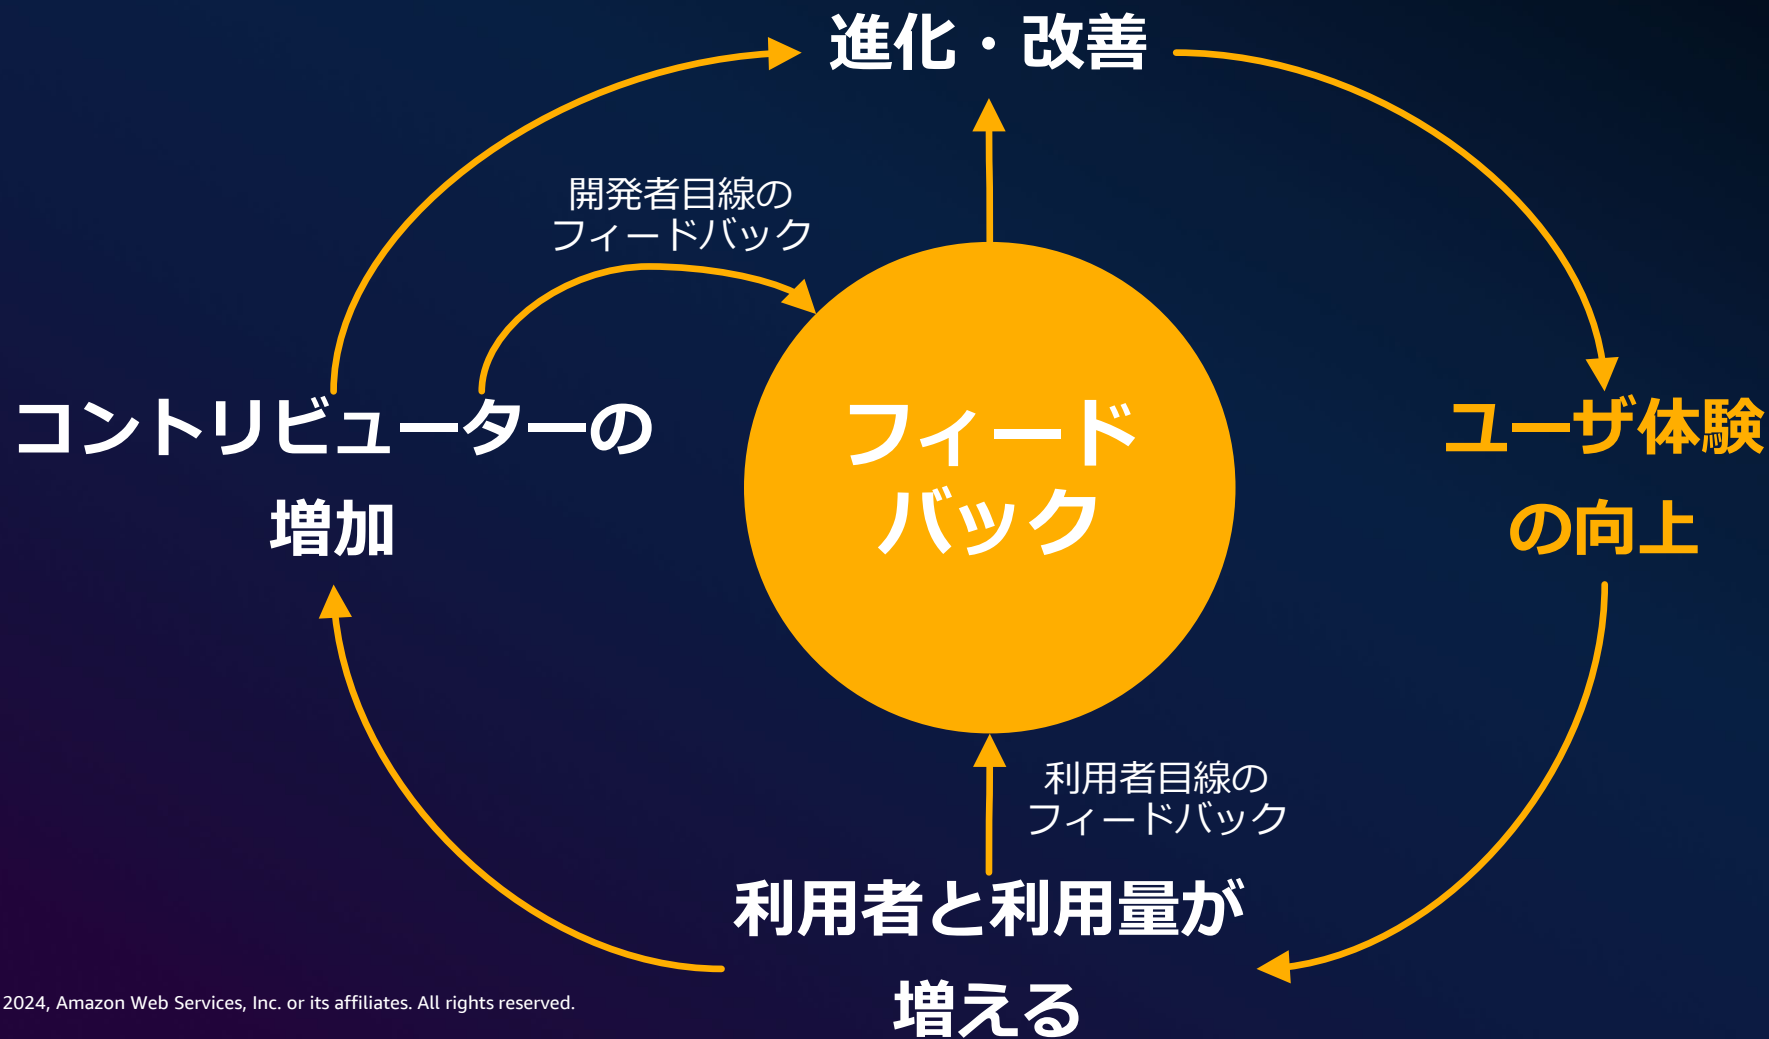 進化・改善
開発者目線の
フィードバック
コントリビューターの
増加
フィード
バック
ユーザ体験
の向上
利用者目線の
フィードバック
利用者と利用量が
増える
2024, Amazon Web Services, Inc. or its affiliates. All rights reserved.